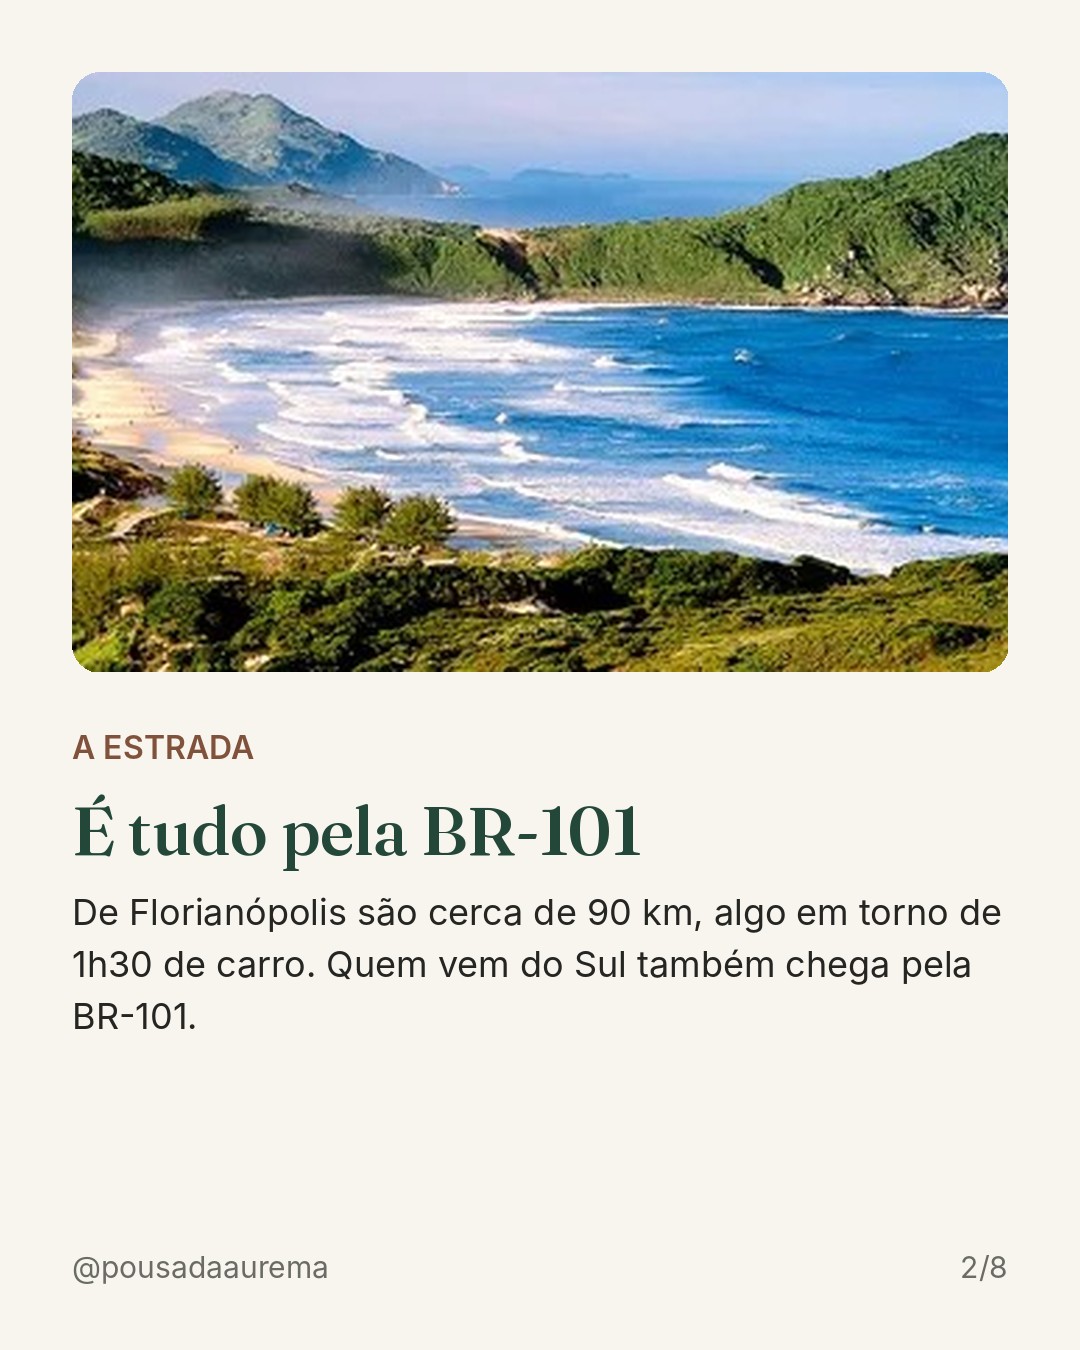 A ESTRADA
É tudo pela BR-101
De Florianópolis são cerca de 90 km, algo em torno de
1h30 de carro. Quem vem do Sul também chega pela
BR-101.
@pousadaaurema
2/8